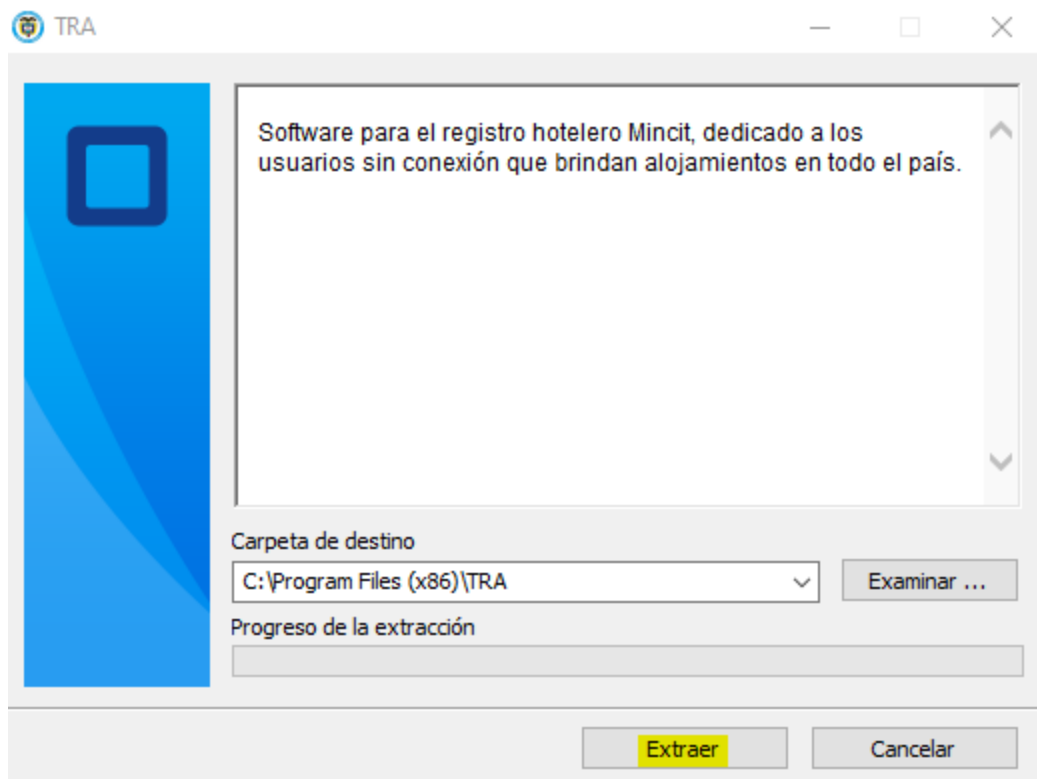 TRA
Software para el registro hotelero Mincit, dedicado a los
usuarios sin conexión que brindan alojamientos en todo el país.
Carpeta de destino
C:\Program Files (x86)\TRA
Examinar ...
Progreso de la extracción
Extraer
Cancelar